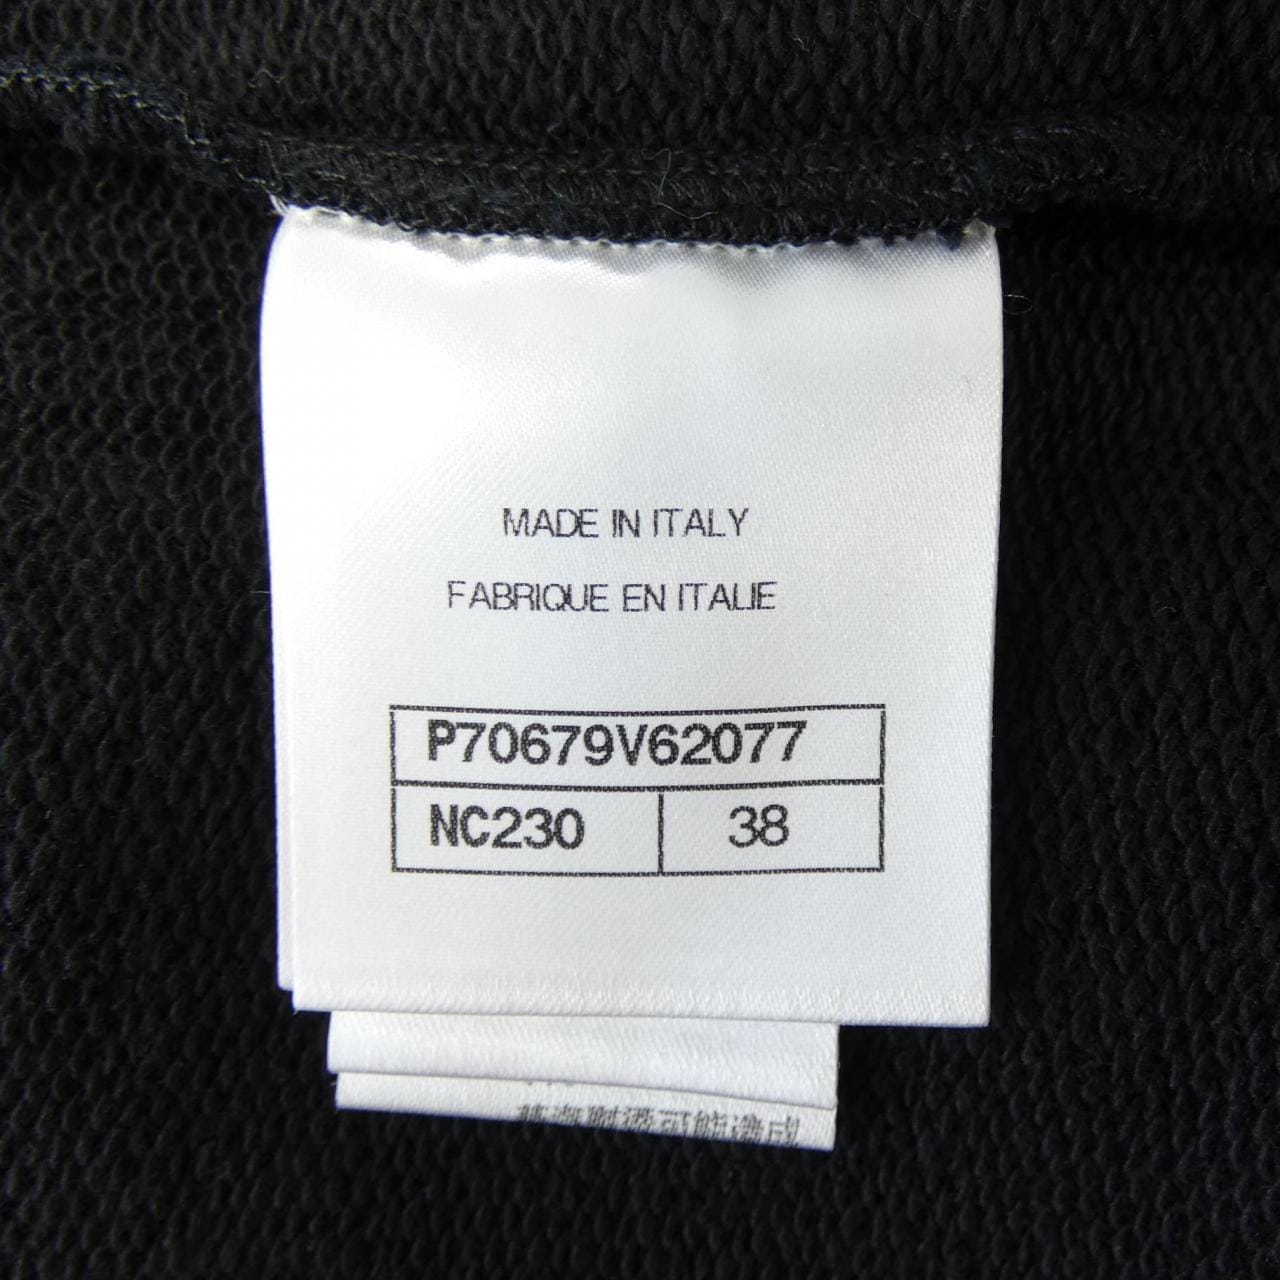 MADE IN ITALY
FABRIQUE EN ITALIE
P70679V62077
NC230 38